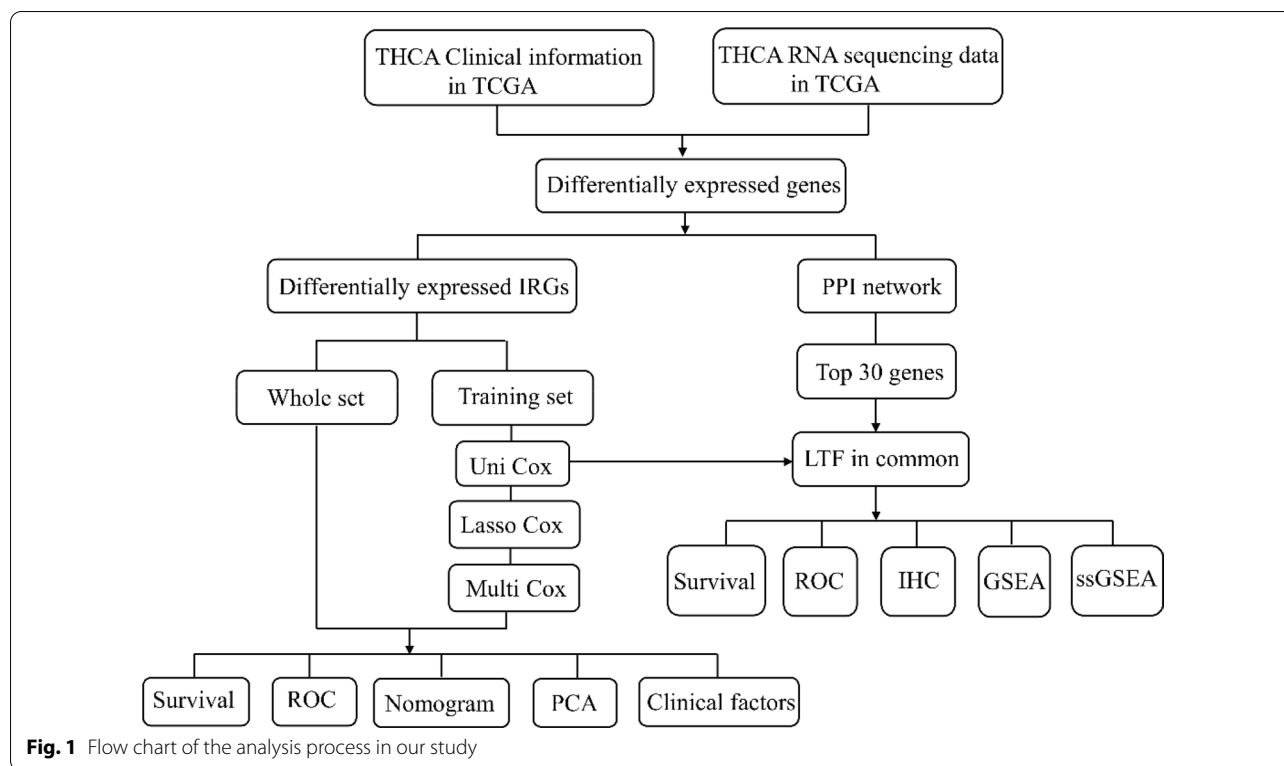 THCA Clinical information
in TCGA
THCA RNA sequencing data
in TCGA
Differentially expressed genes
Differentially expressed IRGs
PPI network
Whole set
Training set
Top 30 genes
Uni Cox
LTF in common
Lasso Cox
Multi Cox
Survival
ROC
IHC
GSEA
ssGSEA
Survival
ROC
Nomogram
PCA
Clinical factors
Fig. 1 Flow chart of the analysis process in our study